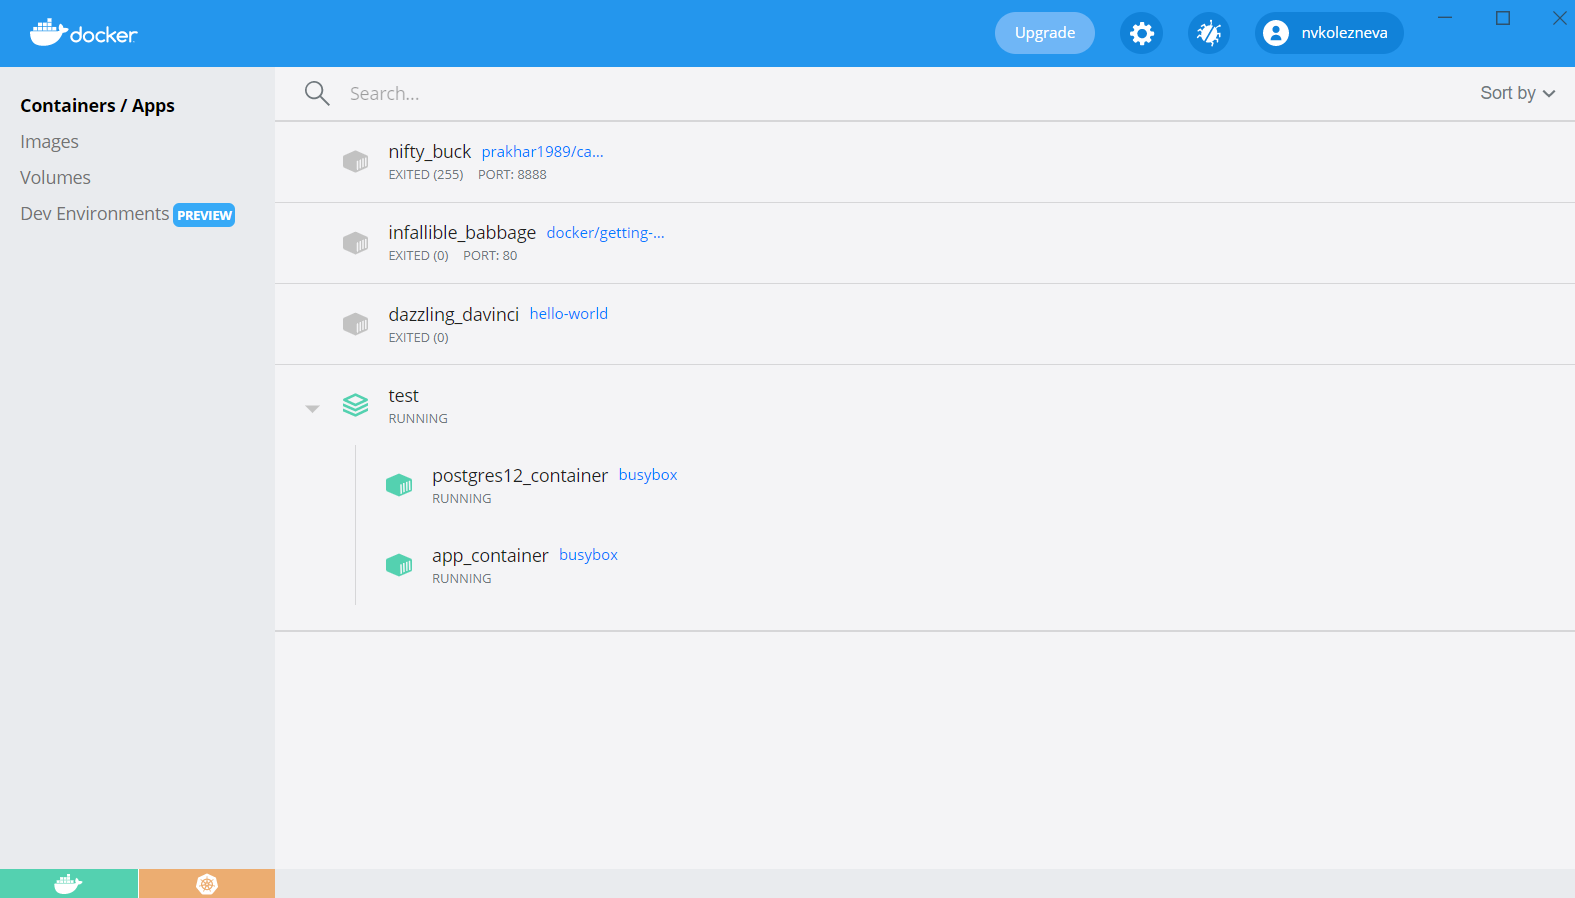 docker
Upgrade
nvkolezneva
Containers / Apps
Images
Volumes
Dev Environments PREVIEW
Search...
Sort by
nifty_buck prakhar1989/ca...
EXITED (255) PORT: 8888
infallible_babbage docker/getting-...
EXITED (0) PORT: 80
dazzling_davinci hello-world
EXITED (0)
test
RUNNING
postgres12_container busybox
RUNNING
app_container busybox
RUNNING